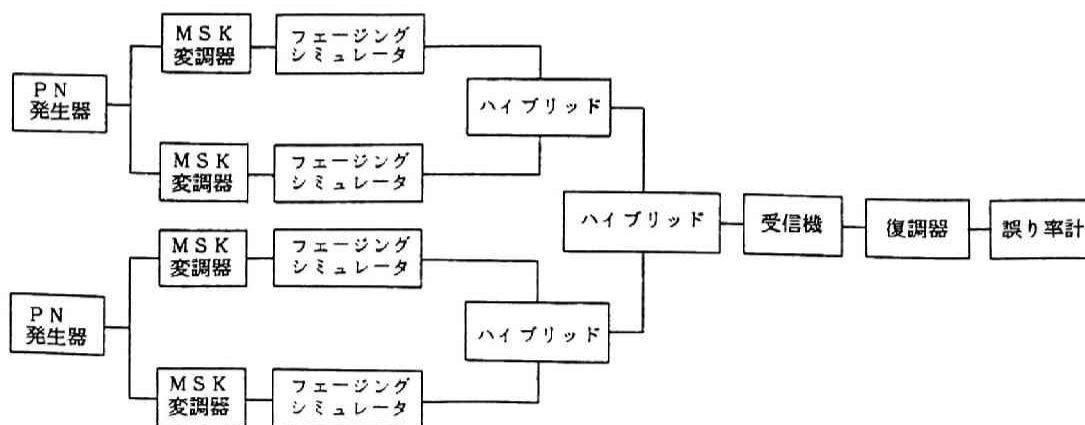 PN
発生器
MSK
変調器
フェージング
シミュレータ
MSK
変調器
フェージング
シミュレータ
ハイブリッド
PN
発生器
MSK
変調器
フェージング
シミュレータ
MSK
変調器
フェージング
シミュレータ
ハイブリッド
ハイブリッド
受信機
復調器
誤り率計